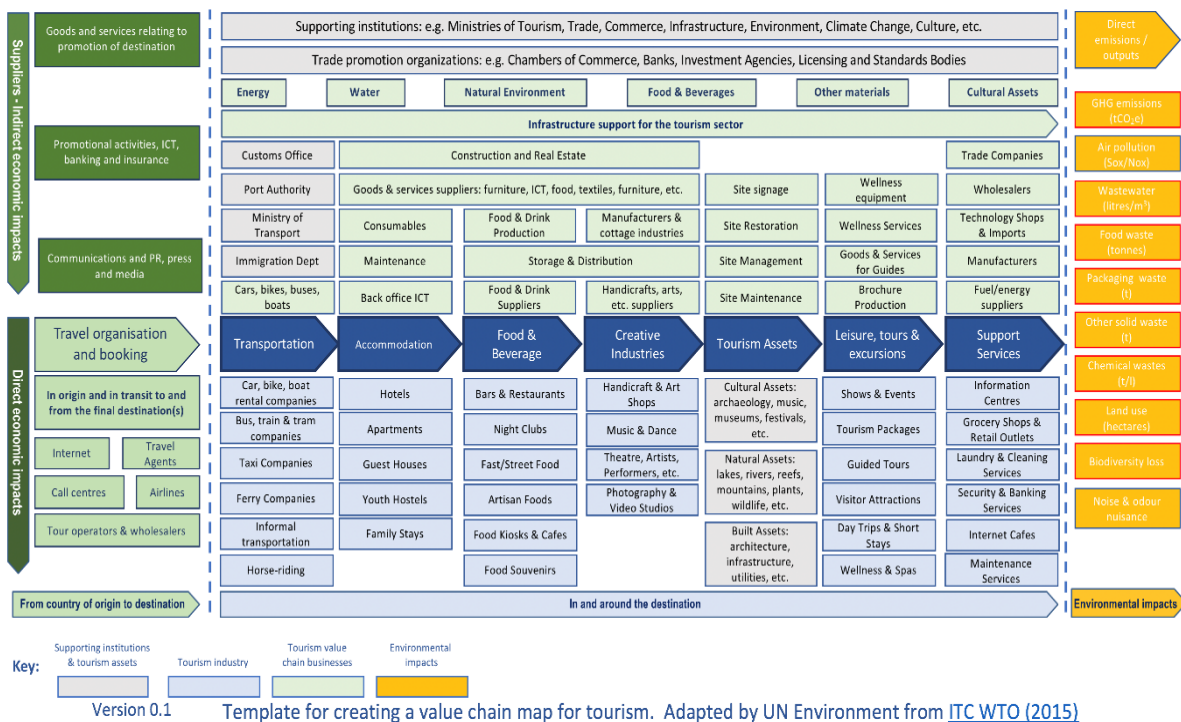 Suppliers - Indirect economic impacts
Direct economic impacts
Goods and services relating to
promotion of destination
Promotional activities, ICT,
banking and insurance
Communications and PR, press
and media
Travel organisation
and booking
In origin and in transit to and
from the final destination(s)
Internet
Travel
Agents
Call centres
Airlines
Tour operators & wholesalers
From country of origin to destination
Supporting institutions: e.g. Ministries of Tourism, Trade, Commerce, Infrastructure, Environment, Climate Change, Culture, etc.
Trade promotion organizations: e.g. Chambers of Commerce, Banks, Investment Agencies, Licensing and Standards Bodies
Energy
Water
Natural Environment
Food & Beverages
Other materials
Cultural Assets
Infrastructure support for the tourism sector
Customs Office
Construction and Real Estate
Trade Companies
Port Authority
Goods & services suppliers: furniture, ICT, food, textiles, furniture, etc.
Site signage
Wellness
equipment
Wholesalers
Ministry of
Transport
Consumables
Food & Drink
Production
Manufacturers &
cottage industries
Site Restoration
Wellness Services
Technology Shops
& Imports
Immigration Dept
Maintenance
Storage & Distribution
Site Management
Goods & Services
for Guides
Manufacturers
Cars, bikes, buses,
boats
Back office ICT
Food & Drink
Suppliers
Handicrafts, arts,
etc. suppliers
Site Maintenance
Brochure
Production
Fuel/energy
suppliers
Transportation
Accommodation
Food &
Beverage
Creative
Industries
Tourism Assets
Leisure, tours &
excursions
Support
Services
Car, bike, boat
rental companies
Bus, train & tram
companies
Taxi Companies
Ferry Companies
Informal
transportation
Horse-riding
Hotels
Apartments
Guest Houses
Youth Hostels
Family Stays
Bars & Restaurants
Night Clubs
Fast/Street Food
Artisan Foods
Food Kiosks & Cafes
Food Souvenirs
Handicraft & Art
Shops
Music & Dance
Theatre, Artists,
Performers, etc.
Photography &
Video Studios
Cultural Assets:
archaeology, music,
museums, festivals,
etc.
Natural Assets:
lakes, rivers, reefs,
mountains, plants,
wildlife, etc.
Built Assets:
architecture,
infrastructure,
utilities, etc.
Shows & Events
Tourism Packages
Guided Tours
Visitor Attractions
Day Trips & Short
Stays
Wellness & Spas
Information
Centres
Grocery Shops &
Retail Outlets
Laundry & Cleaning
Services
Security & Banking
Services
Internet Cafes
Maintenance
Services
In and around the destination
Direct
emissions /
outputs
GHG emissions
(tCO₂e)
Air pollution
(Sox/Nox)
Wastewater
(litres/m³)
Food waste
(tonnes)
Packaging waste
(t)
Other solid waste
(t)
Chemical wastes
(t/l)
Land use
(hectares)
Biodiversity loss
Noise & odour
nuisance
Environmental impacts
Key:
Supporting institutions
& tourism assets
Tourism industry
Tourism value
chain businesses
Environmental
impacts
Version 0.1
Template for creating a value chain map for tourism. Adapted by UN Environment from ITC WTO (2015)